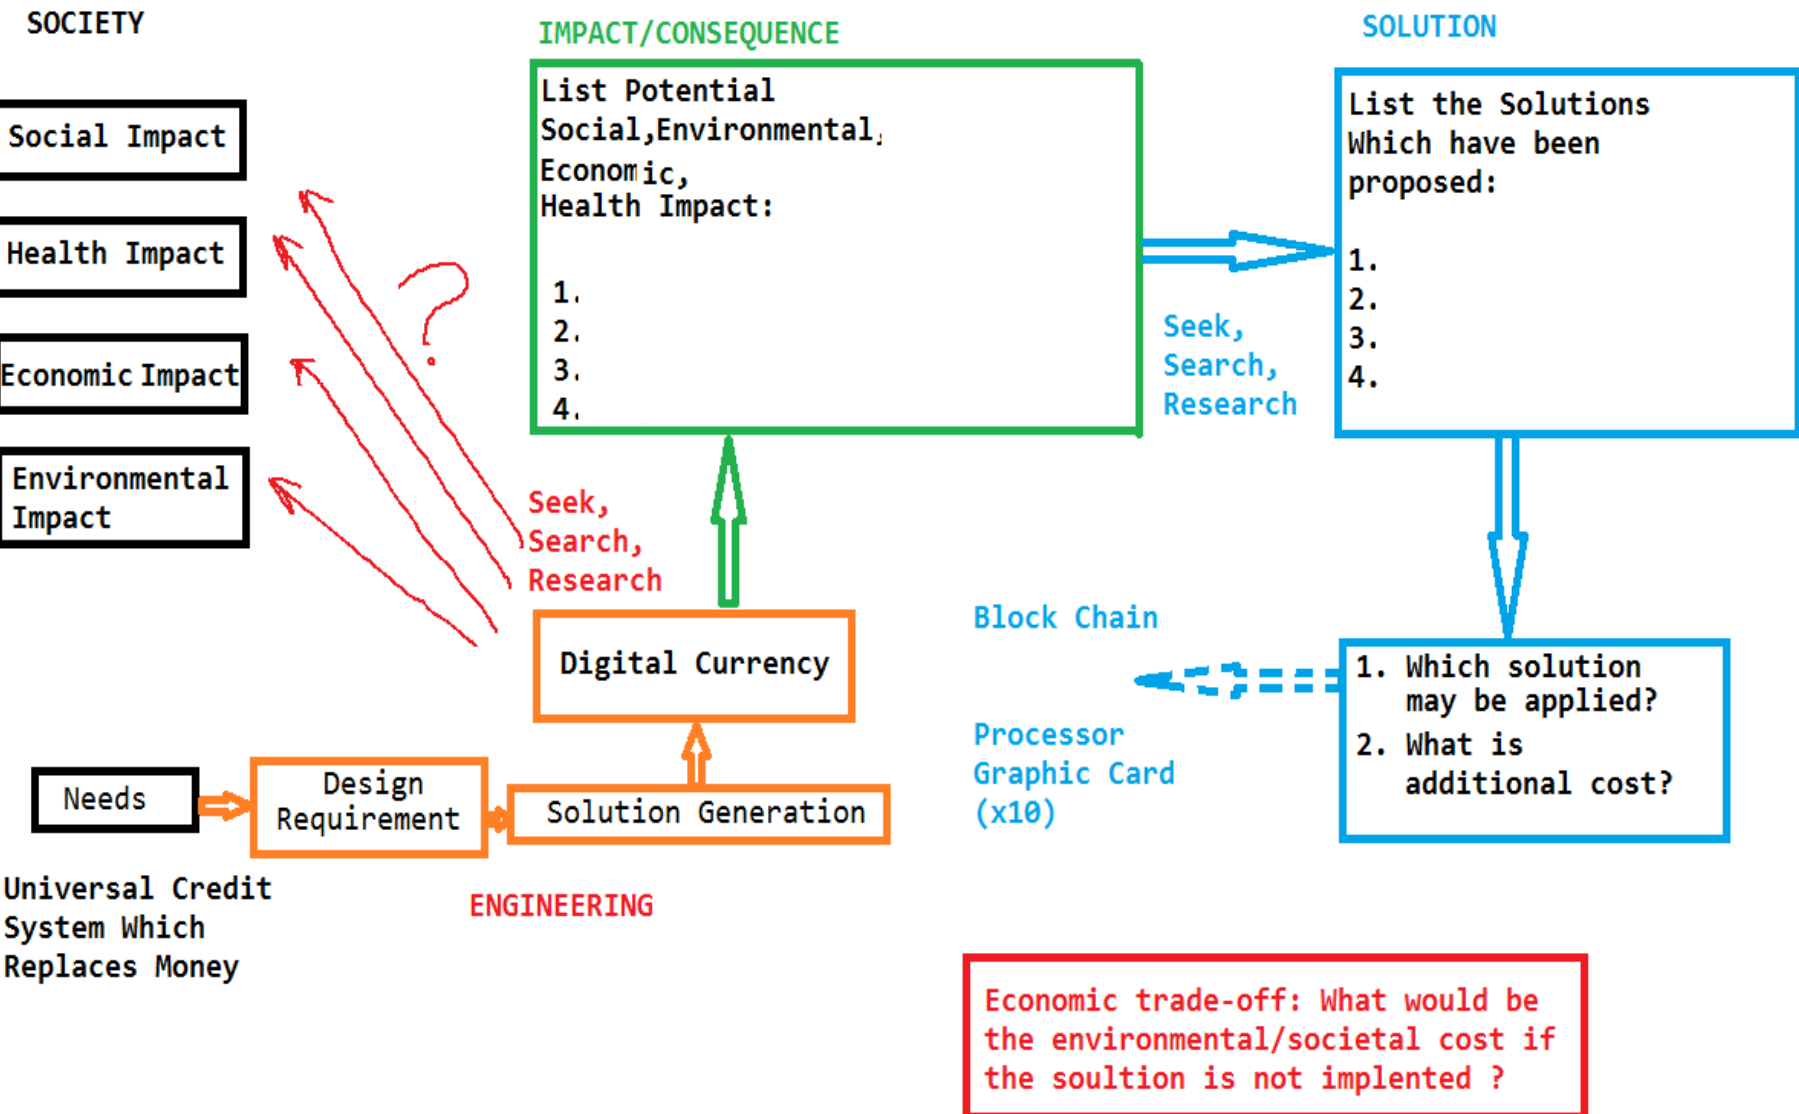 SOCIETY
Social Impact
Health Impact
Economic Impact
Environmental
Impact
?
IMPACT/CONSEQUENCE
List Potential
Social,Environmental,
Economic,
Health Impact:
1.
2.
3.
4.
Seek,
Search,
Research
SOLUTION
List the Solutions
Which have been
proposed:
1.
2.
3.
4.
Seek,
Search,
Research
Digital Currency
Block Chain
Processor
Graphic Card
(x10)
1. Which solution
may be applied?
2. What is
additional cost?
Needs
Design
Requirement
Solution Generation
Universal Credit
System Which
Replaces Money
ENGINEERING
Economic trade-off: What would be
the environmental/societal cost if
the soultion is not implented ?